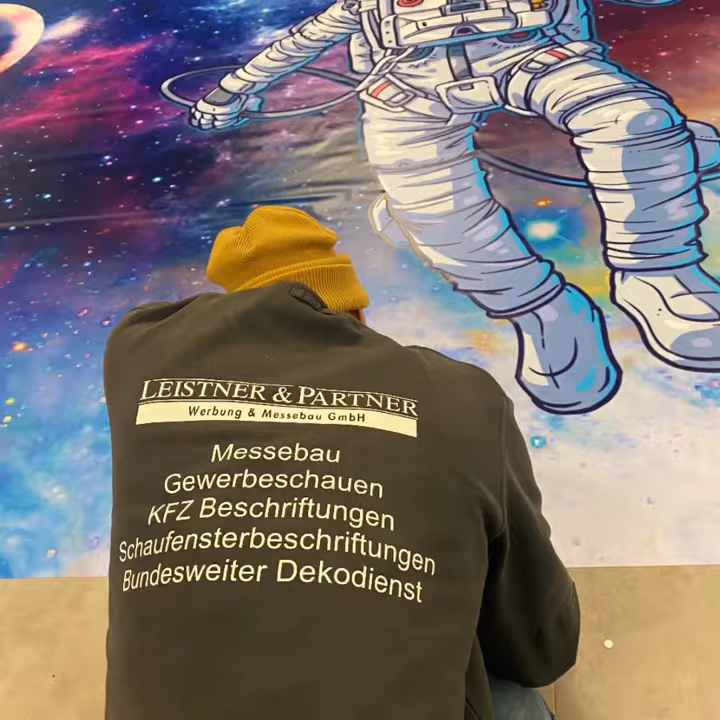 LEISTNER & PARTNER
Werbung & Messebau GmbH
Messebau
Gewerbeschauen
KFZ Beschriftungen
Schaufensterbeschriftungen
Bundesweiter Dekodienst